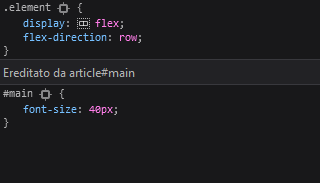 .element {
display: flex;
flex-direction: row;
}
Ereditato da article#main
#main {
font-size: 40px;
}